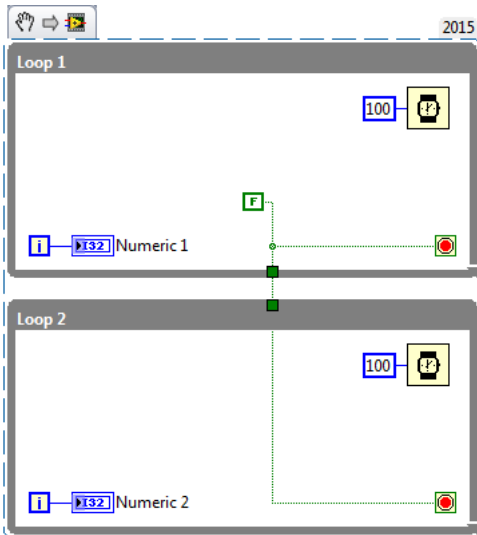 2015
Loop 1
100
F
i I32 Numeric 1
Loop 2
100
i I32 Numeric 2